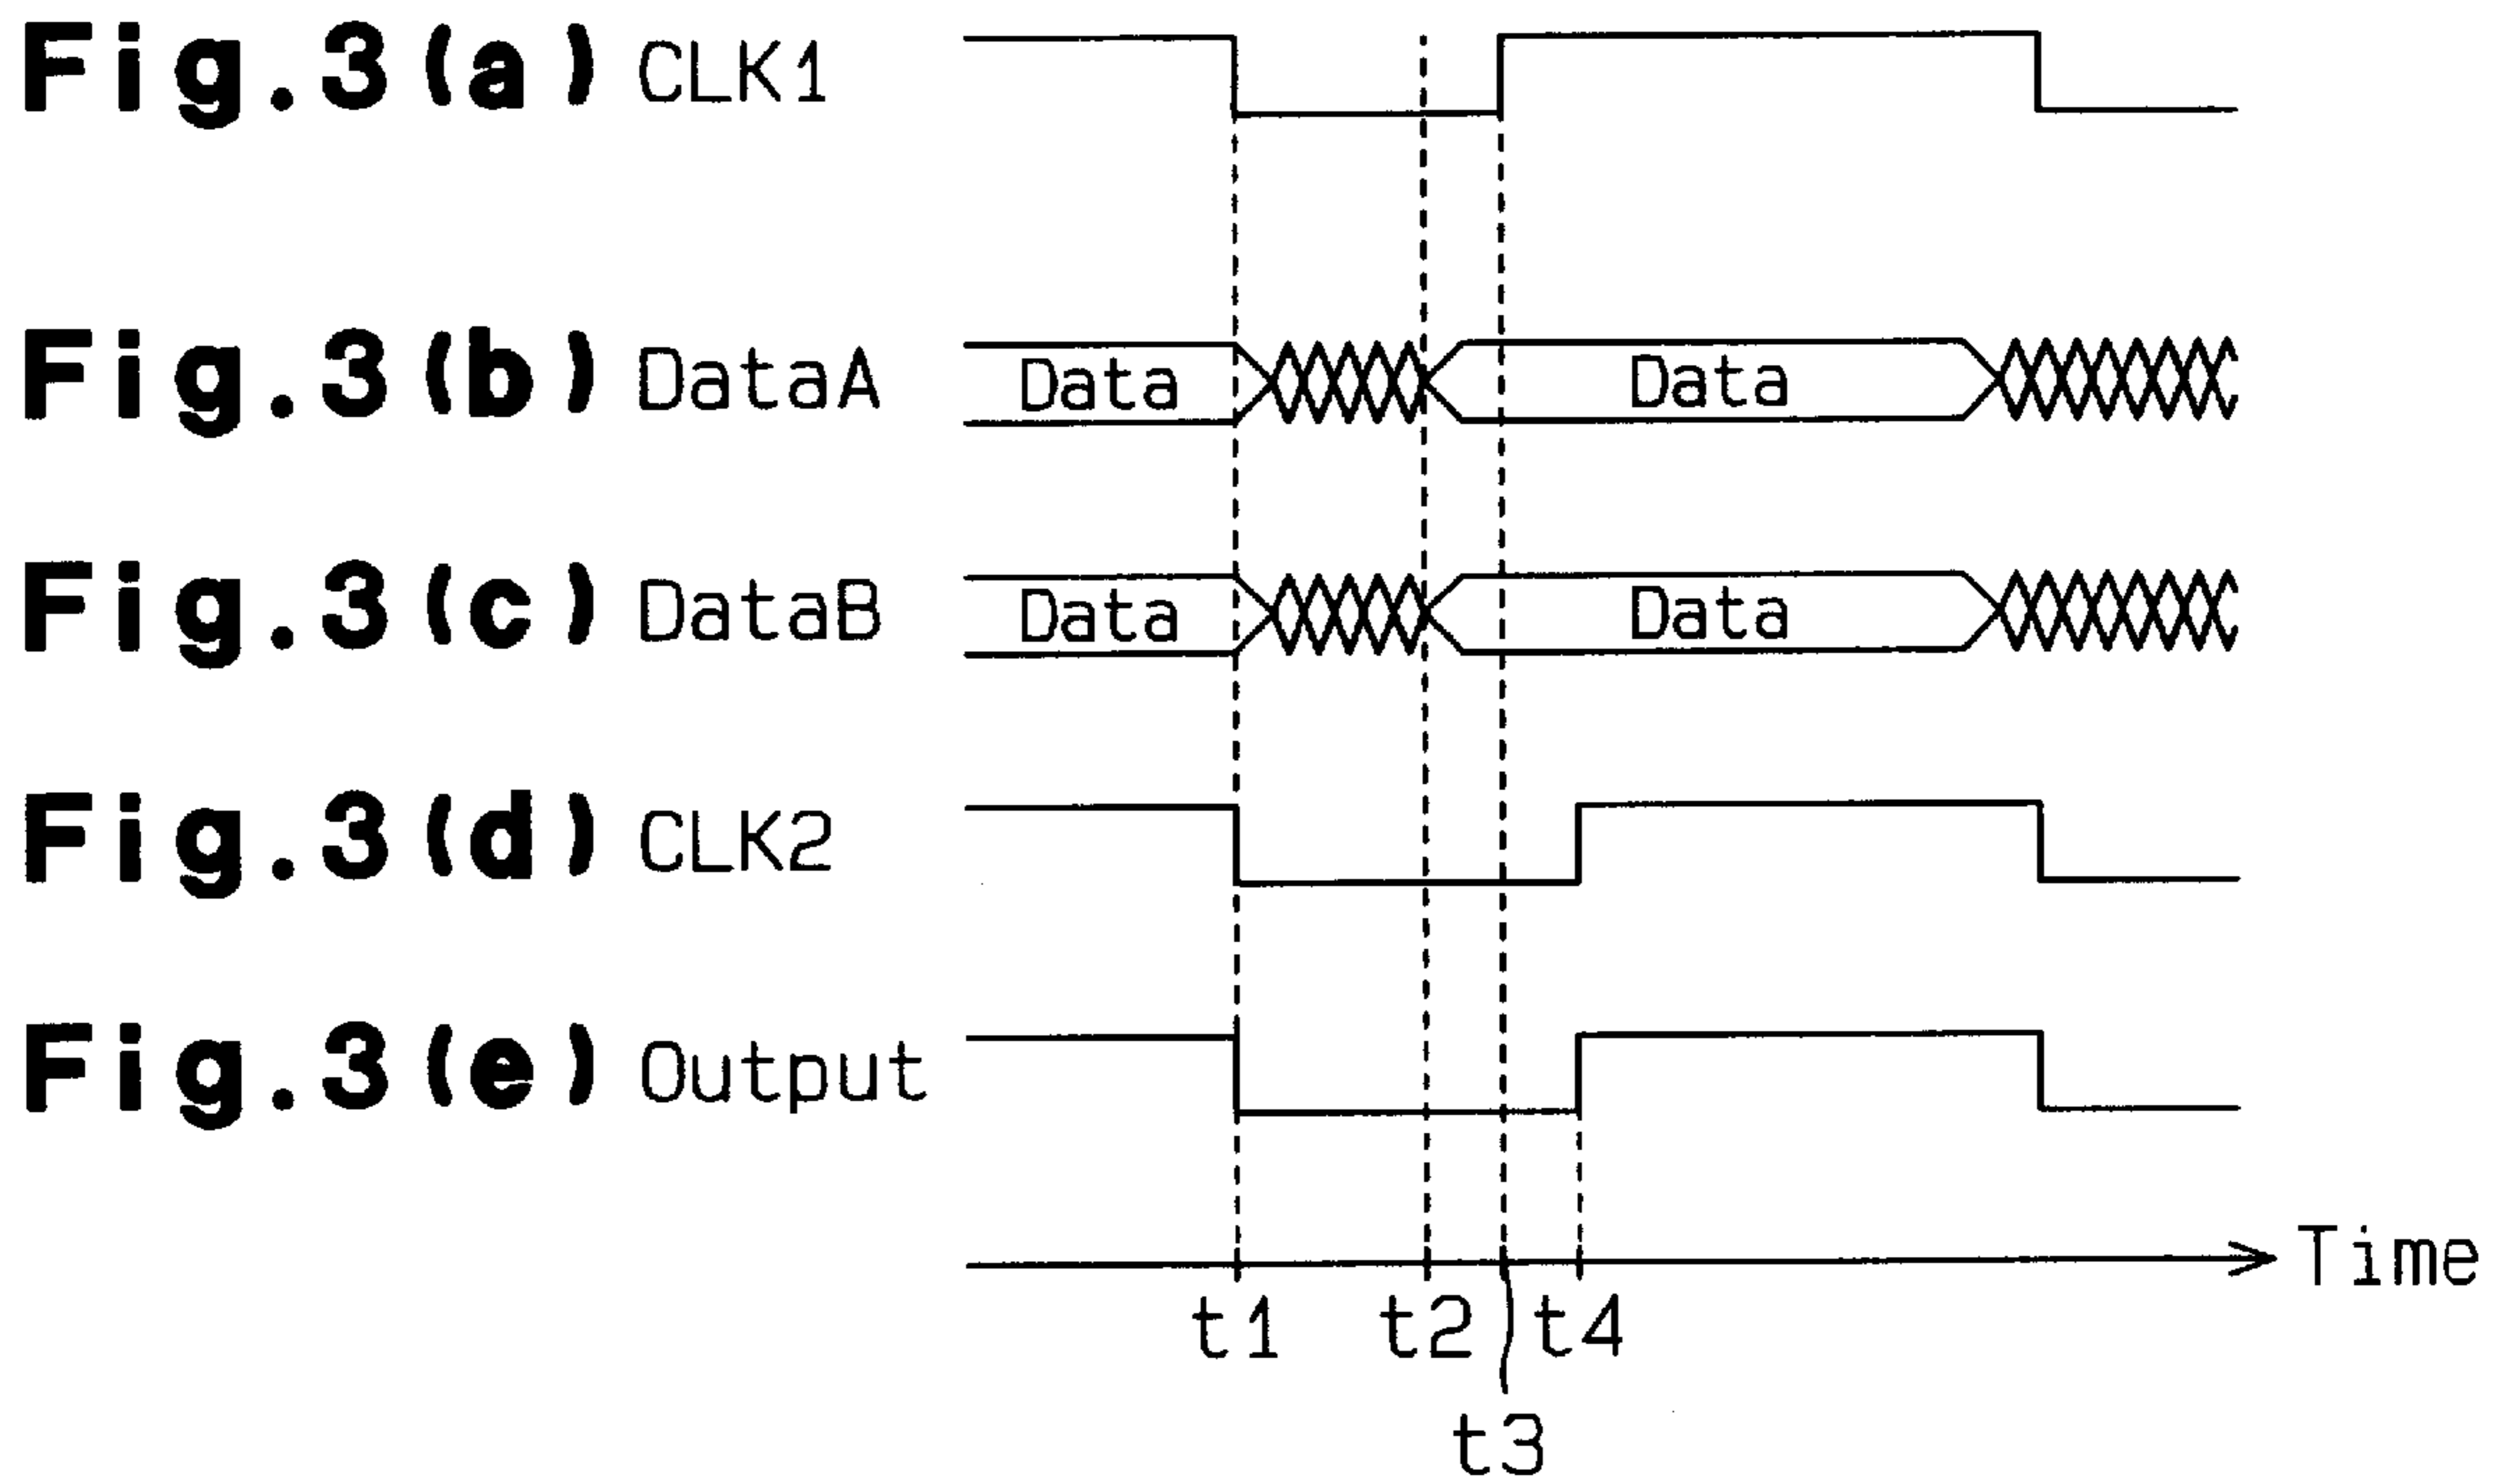 Fig.3(a) CLK1
Fig.3(b) DataA Data Data
Fig.3(c) DataB Data Data
Fig.3(d) CLK2
Fig.3(e) Output
Time
t1 t2 t4
t3